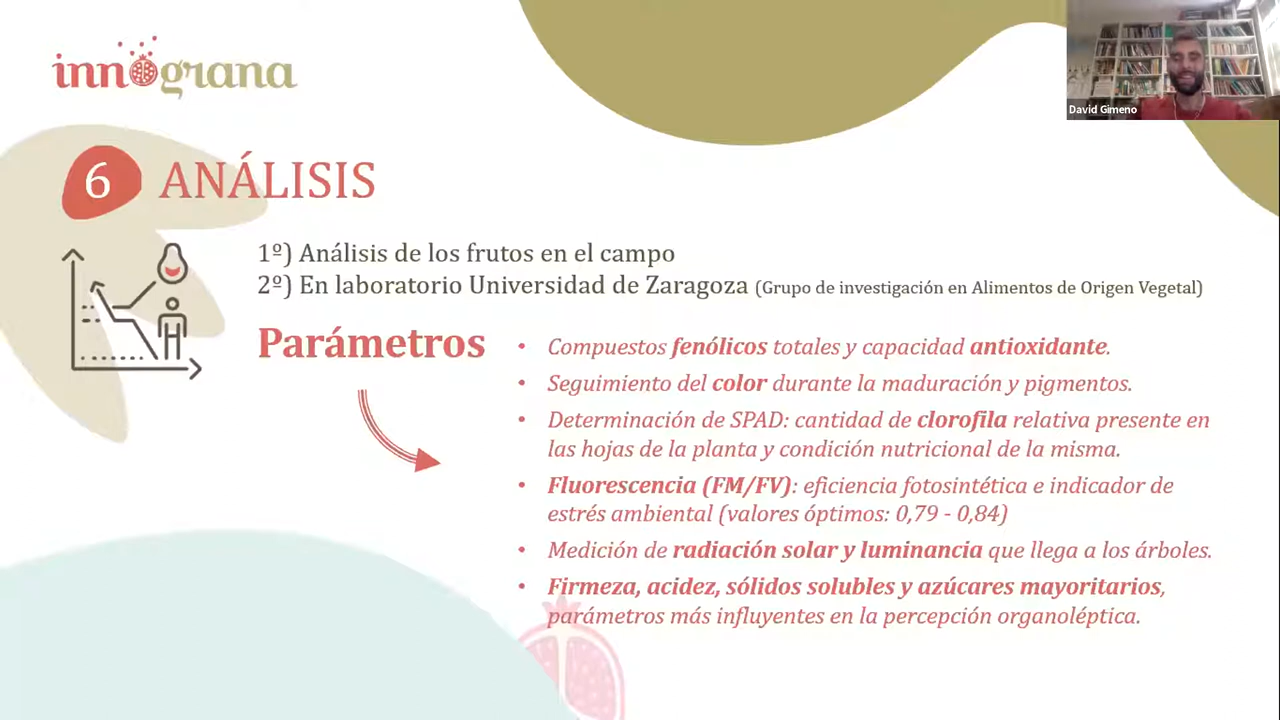 innograna
David Gimeno
6 ANÁLISIS
1º) Análisis de los frutos en el campo
2º) En laboratorio Universidad de Zaragoza (Grupo de investigación en Alimentos de Origen Vegetal)
Parámetros
• Compuestos fenólicos totales y capacidad antioxidante.
• Seguimiento del color durante la maduración y pigmentos.
• Determinación de SPAD: cantidad de clorofila relativa presente en
las hojas de la planta y condición nutricional de la misma.
• Fluorescencia (FM/FV): eficiencia fotosintética e indicador de
estrés ambiental (valores óptimos: 0,79 - 0,84)
• Medición de radiación solar y luminancia que llega a los árboles.
• Firmeza, acidez, sólidos solubles y azúcares mayoritarios,
parámetros más influyentes en la percepción organoléptica.